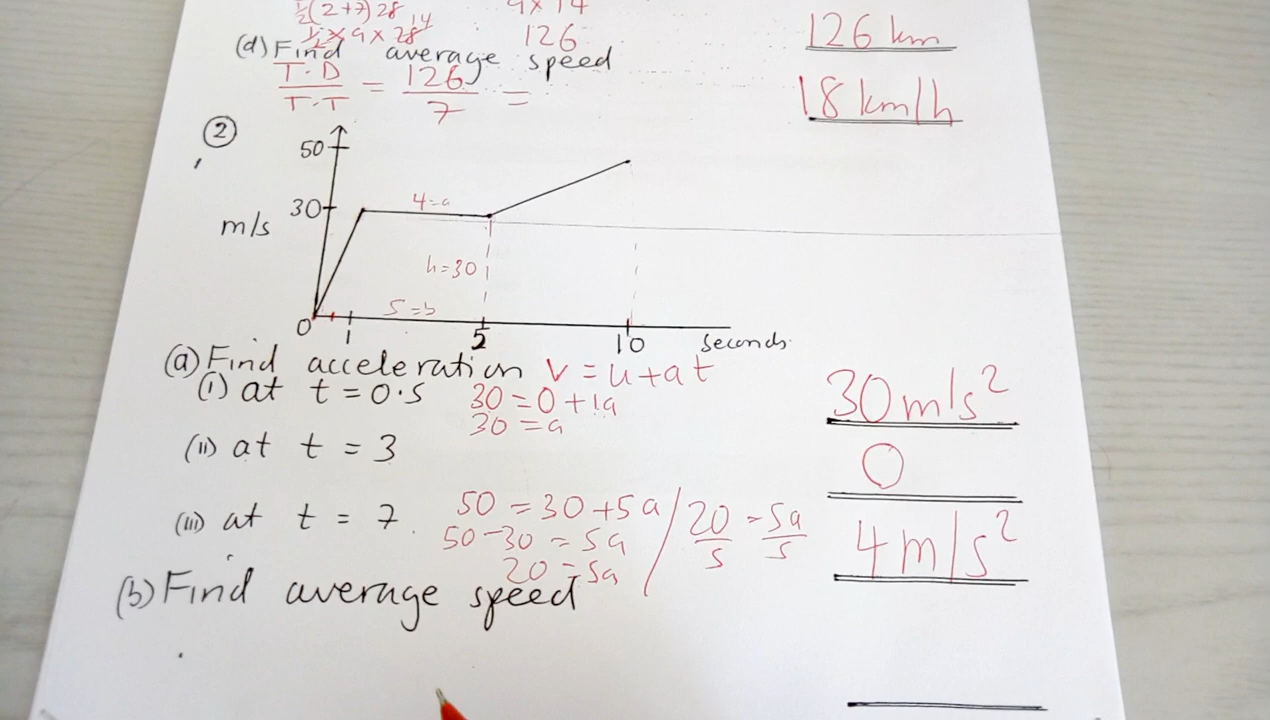 ½(2+7)28
9 x 14
½ x 9 x 28 14
126
126 km
(d) Find average speed
T.D/T.T = 126/7 =
18 km/h
②
50
30
m/s
4=a
h=30
5=b
0
1
5
10
seconds
(a) Find acceleration v = u + at
(i) at t = 0.5 30 = 0 + 1a
30 = a
30 m/s²
(ii) at t = 3
0
(iii) at t = 7. 50 = 30 + 5a / 20/5 = 5a/5
50 - 30 = 5a
20 = 5a
4 m/s²
(b) Find average speed